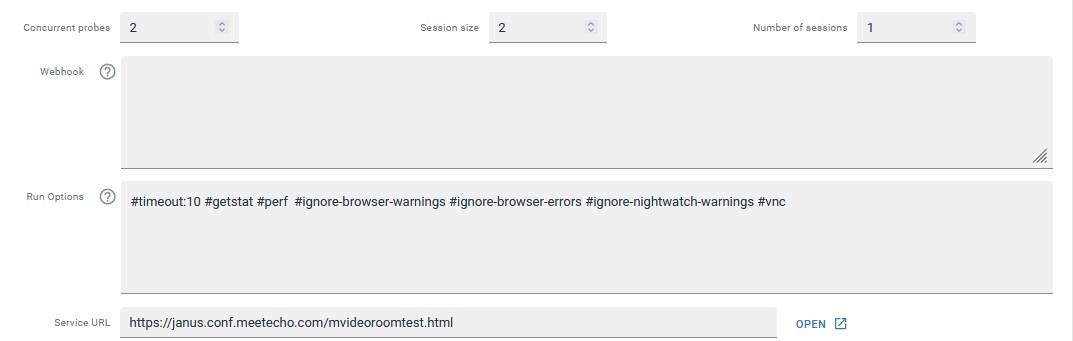 Concurrent probes 2 Session size 2 Number of sessions 1
Webhook ?
Run Options ? #timeout:10 #getstat #perf  #ignore-browser-warnings #ignore-browser-errors #ignore-nightwatch-warnings #vnc
Service URL https://janus.conf.meetecho.com/mvideoroomtest.html OPEN